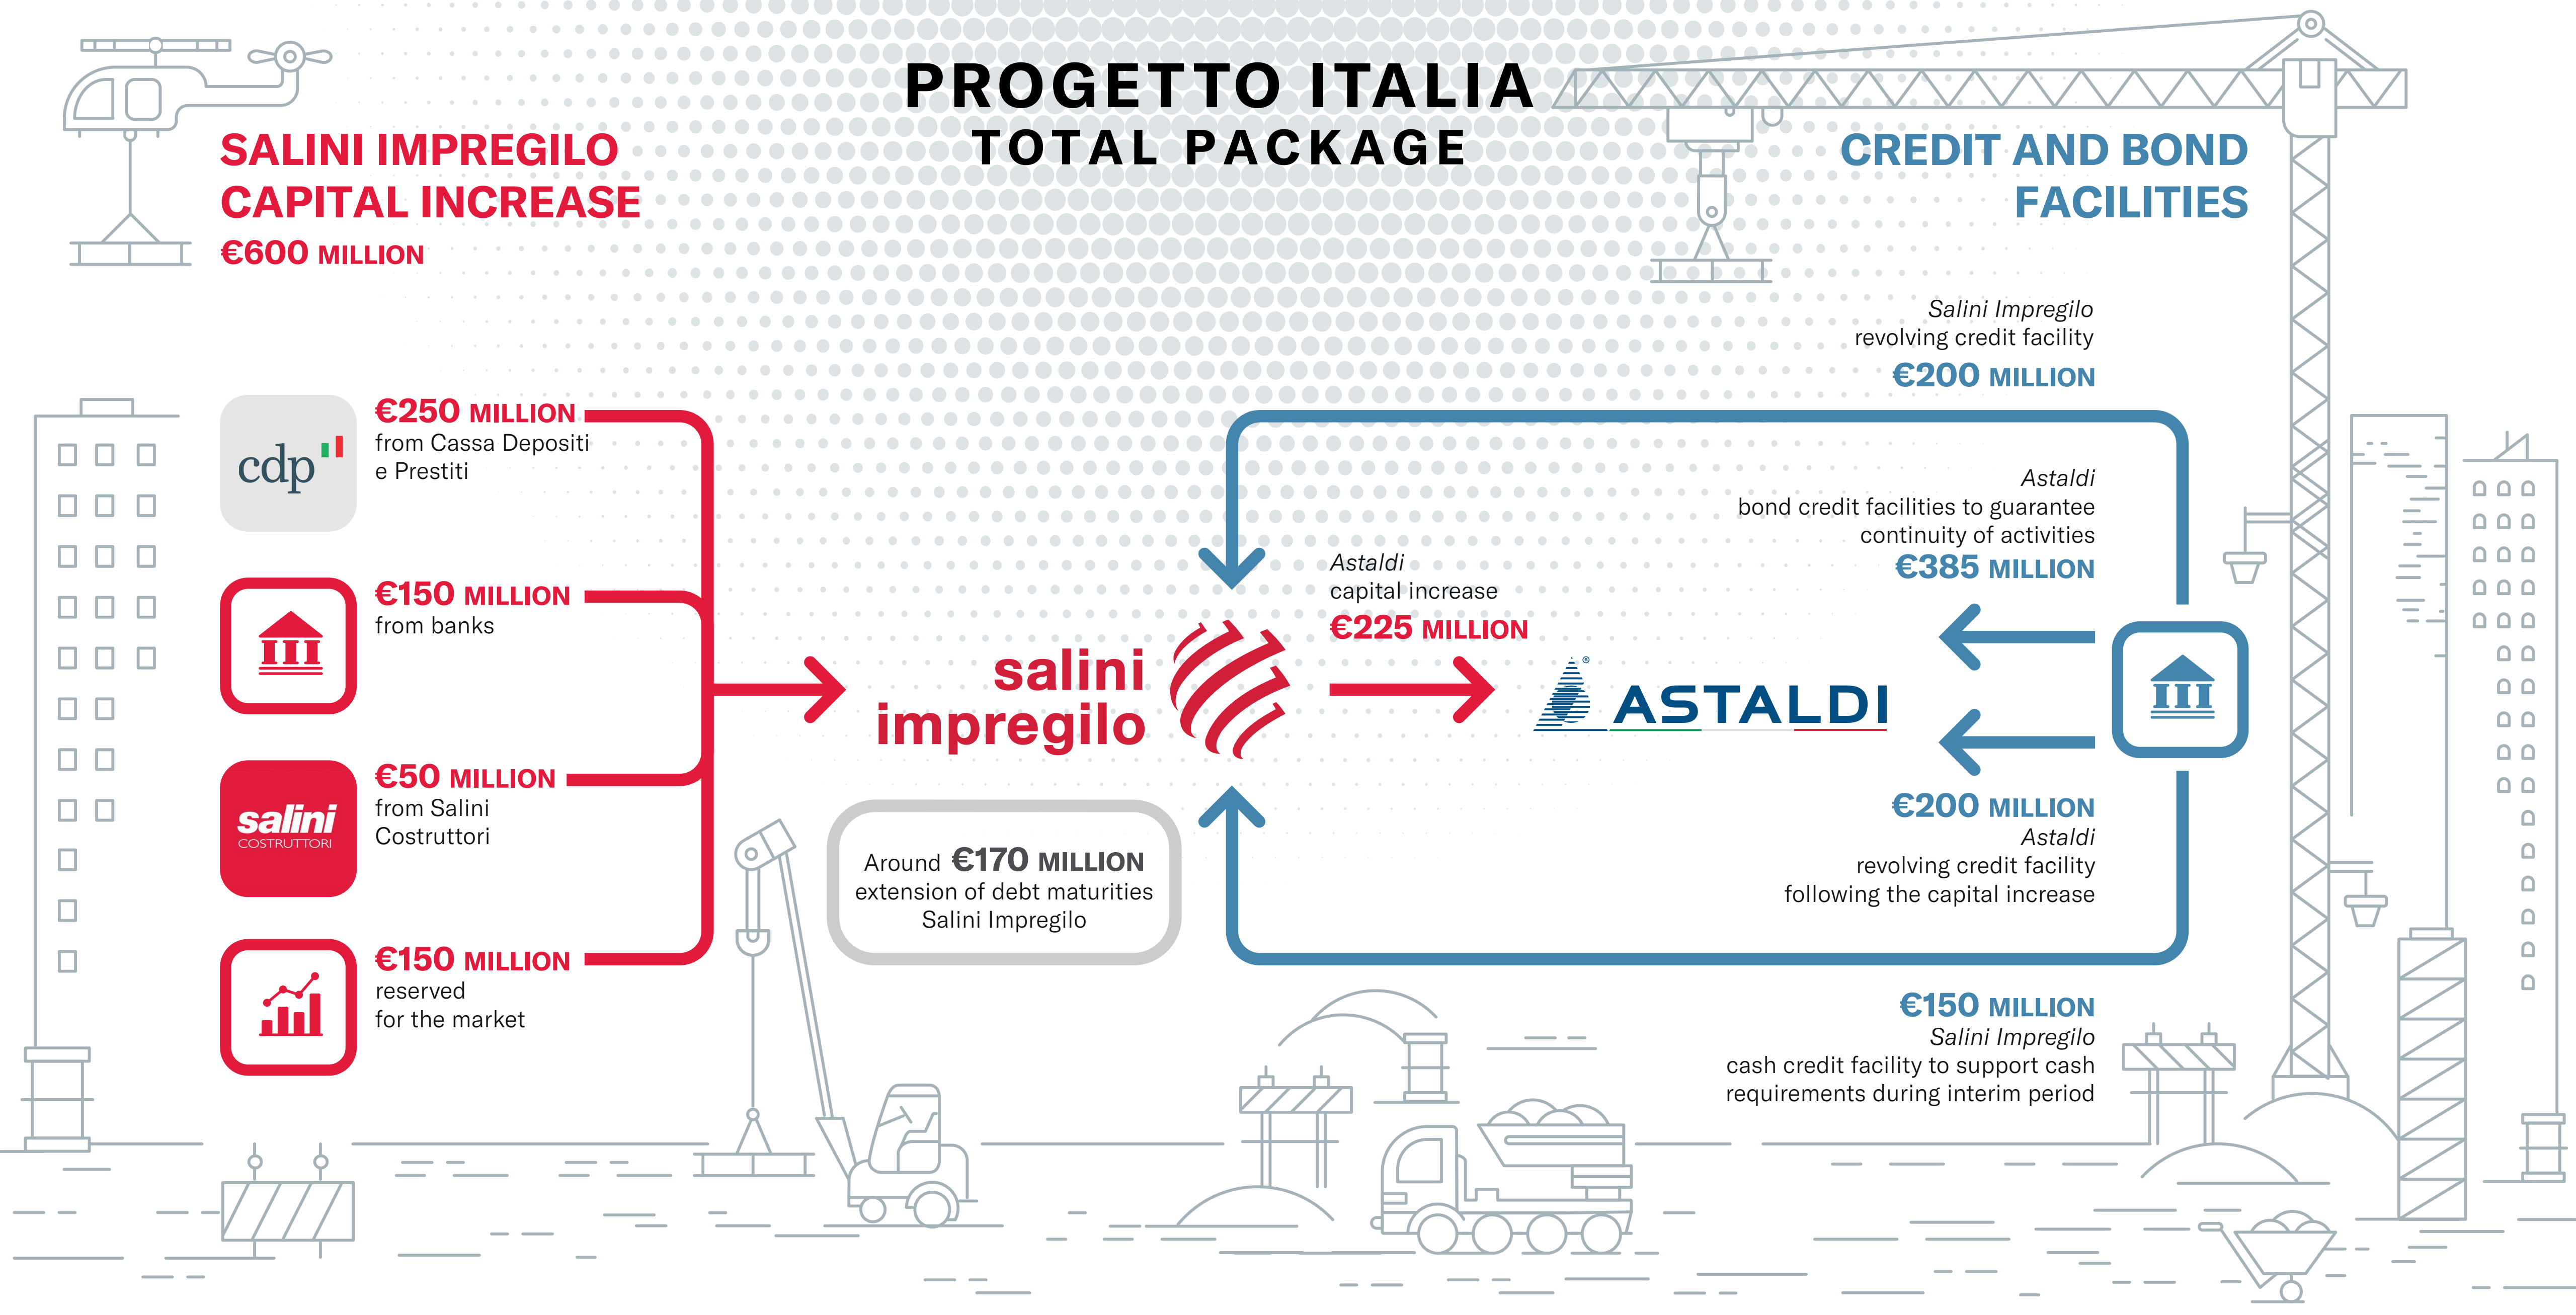 PROGETTO ITALIA
TOTAL PACKAGE
SALINI IMPREGILO
CAPITAL INCREASE
€600 MILLION
cdp
€250 MILLION
from Cassa Depositi
e Prestiti
€150 MILLION
from banks
salini
COSTRUTTORI
€50 MILLION
from Salini
Costruttori
€150 MILLION
reserved
for the market
salini
impregilo
Around €170 MILLION
extension of debt maturities
Salini Impregilo
Astaldi
capital increase
€225 MILLION
®
ASTALDI
CREDIT AND BOND
FACILITIES
Salini Impregilo
revolving credit facility
€200 MILLION
Astaldi
bond credit facilities to guarantee
continuity of activities
€385 MILLION
€200 MILLION
Astaldi
revolving credit facility
following the capital increase
€150 MILLION
Salini Impregilo
cash credit facility to support cash
requirements during interim period